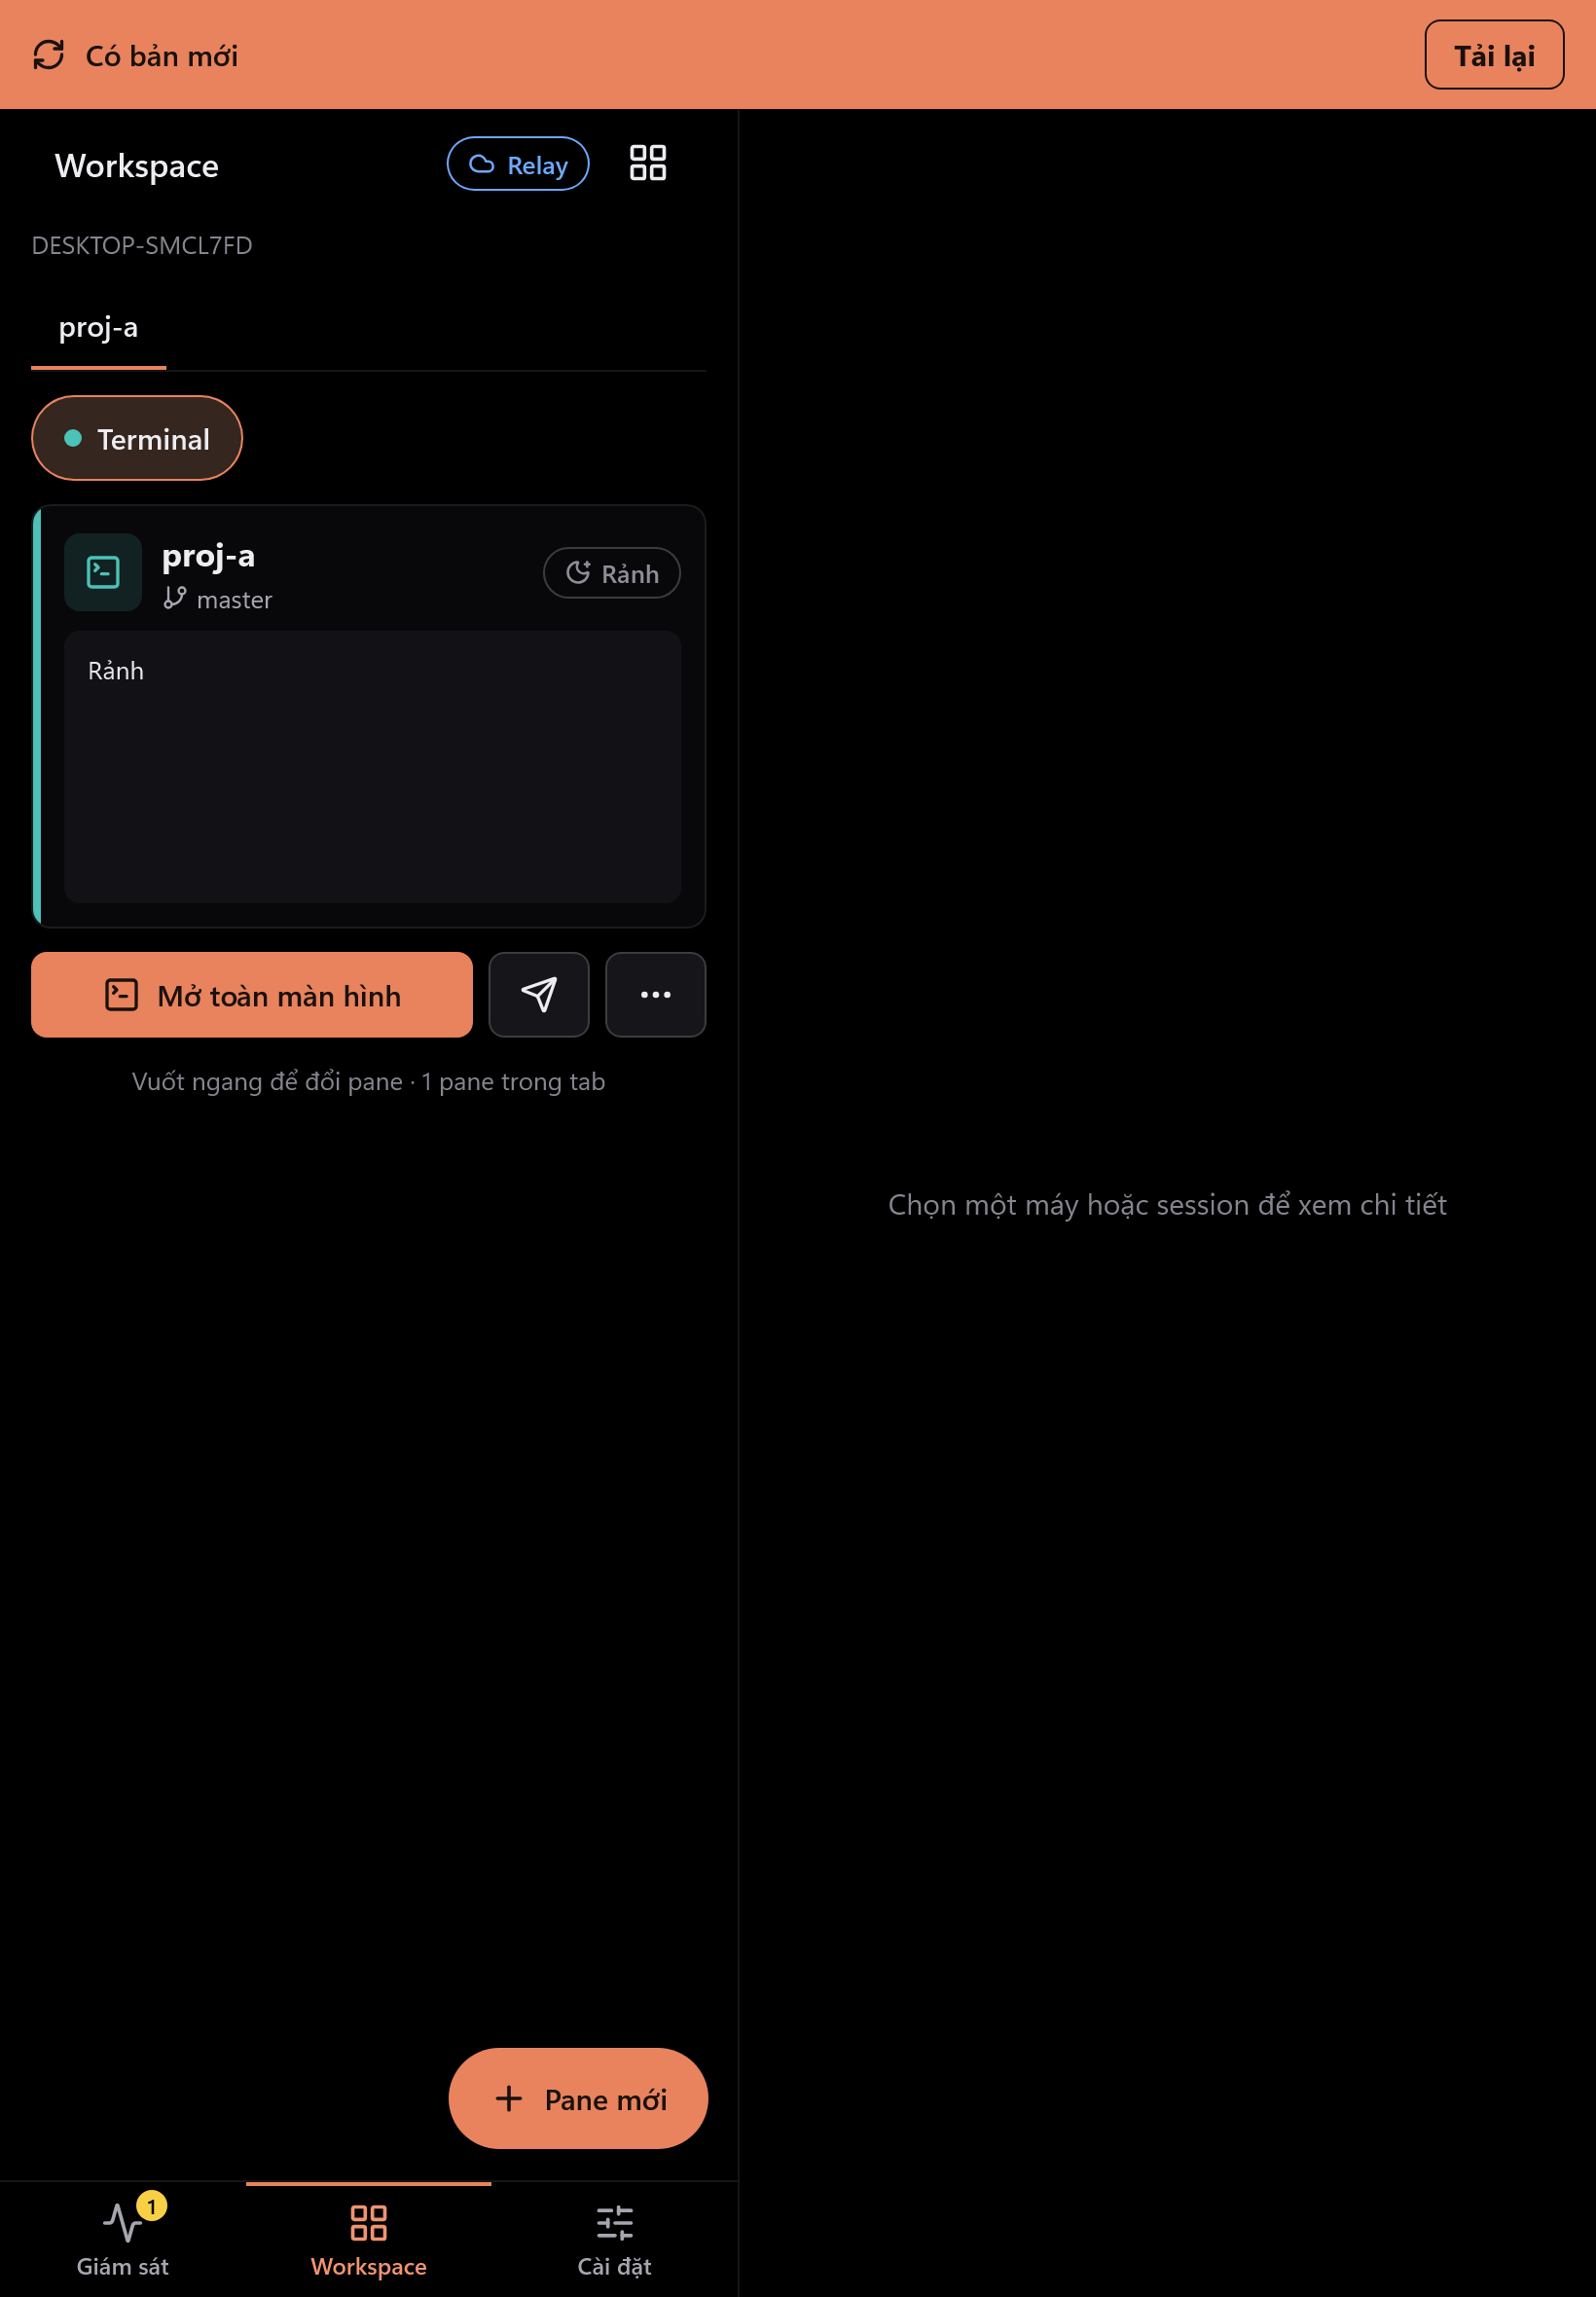 Có bản mới
Tải lại
Workspace
Relay
DESKTOP-SMCL7FD
proj-a
Terminal
proj-a
master
Rảnh
Rảnh
Mở toàn màn hình
Vuốt ngang để đổi pane · 1 pane trong tab
Chọn một máy hoặc session để xem chi tiết
Pane mới
1
Giám sát
Workspace
Cài đặt